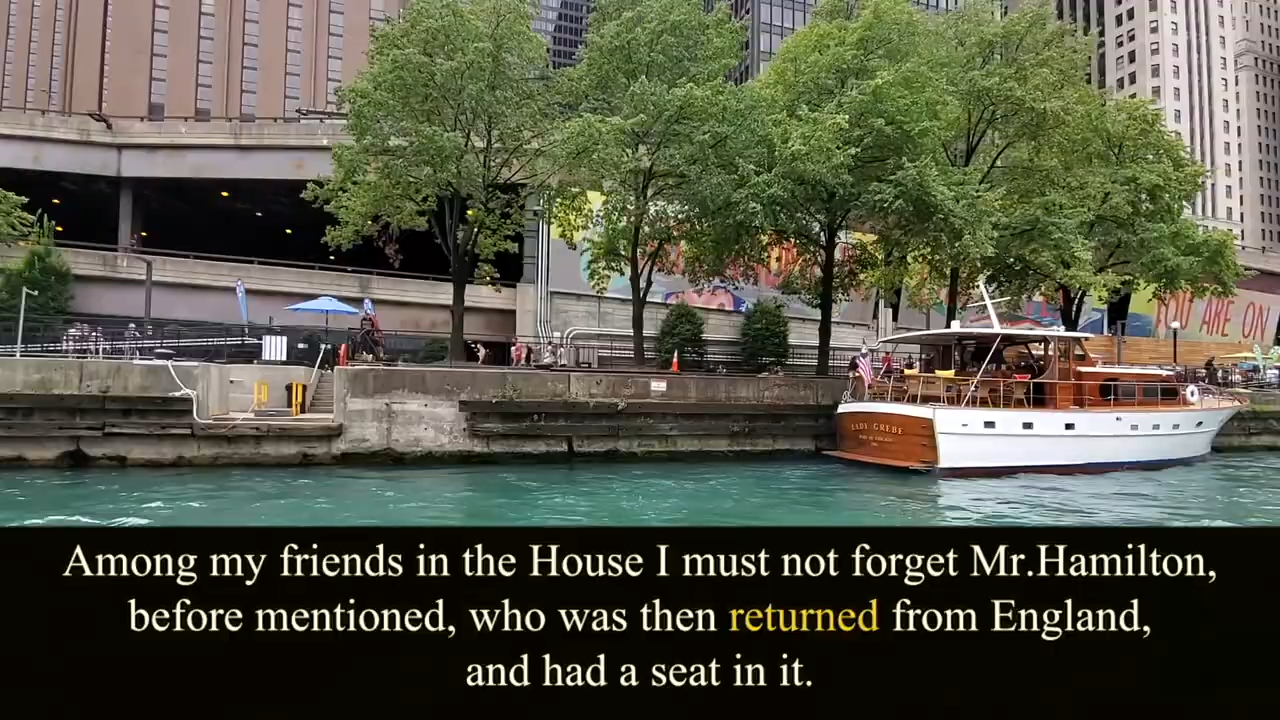 YOU ARE ON
LADY GREBE
Among my friends in the House I must not forget Mr.Hamilton,
before mentioned, who was then returned from England,
and had a seat in it.